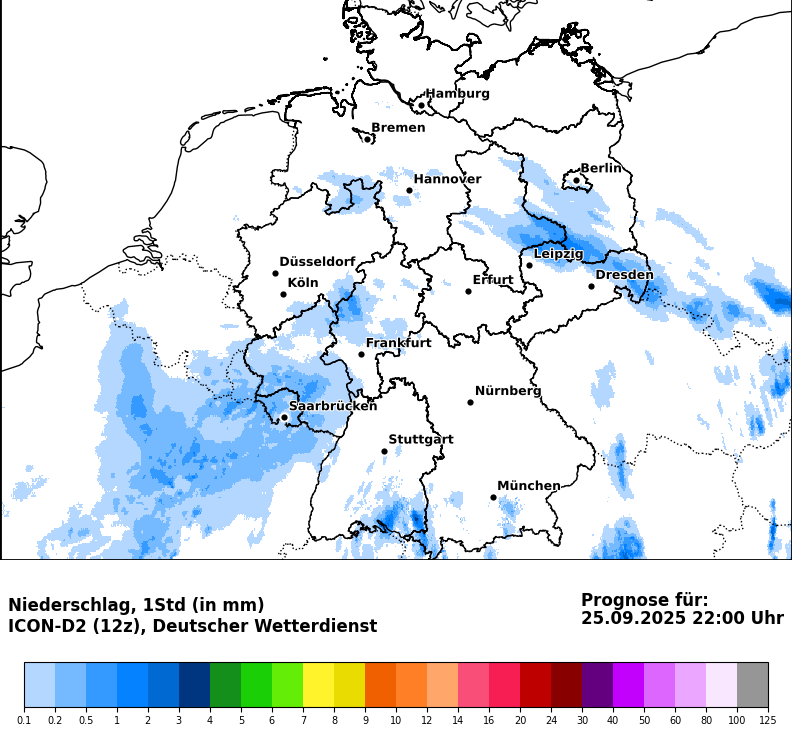 Hamburg
Bremen
Berlin
Hannover
Leipzig
Düsseldorf
Dresden
Köln
Erfurt
Frankfurt
Nürnberg
Saarbrücken
Stuttgart
München
Niederschlag, 1Std (in mm)
ICON-D2 (12z), Deutscher Wetterdienst
Prognose für:
25.09.2025 22:00 Uhr
0.1 0.2 0.5 1 2 3 4 5 6 7 8 9 10 12 14 16 20 24 30 40 50 60 80 100 125